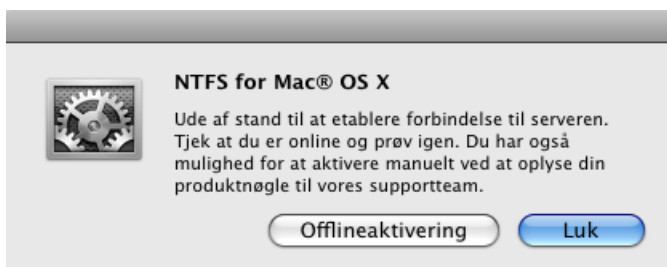 NTFS for Mac® OS X
Ude af stand til at etablere forbindelse til serveren.
Tjek at du er online og prøv igen. Du har også
mulighed for at aktivere manuelt ved at oplyse din
produktnøgle til vores supportteam.
Offlineaktivering
Luk